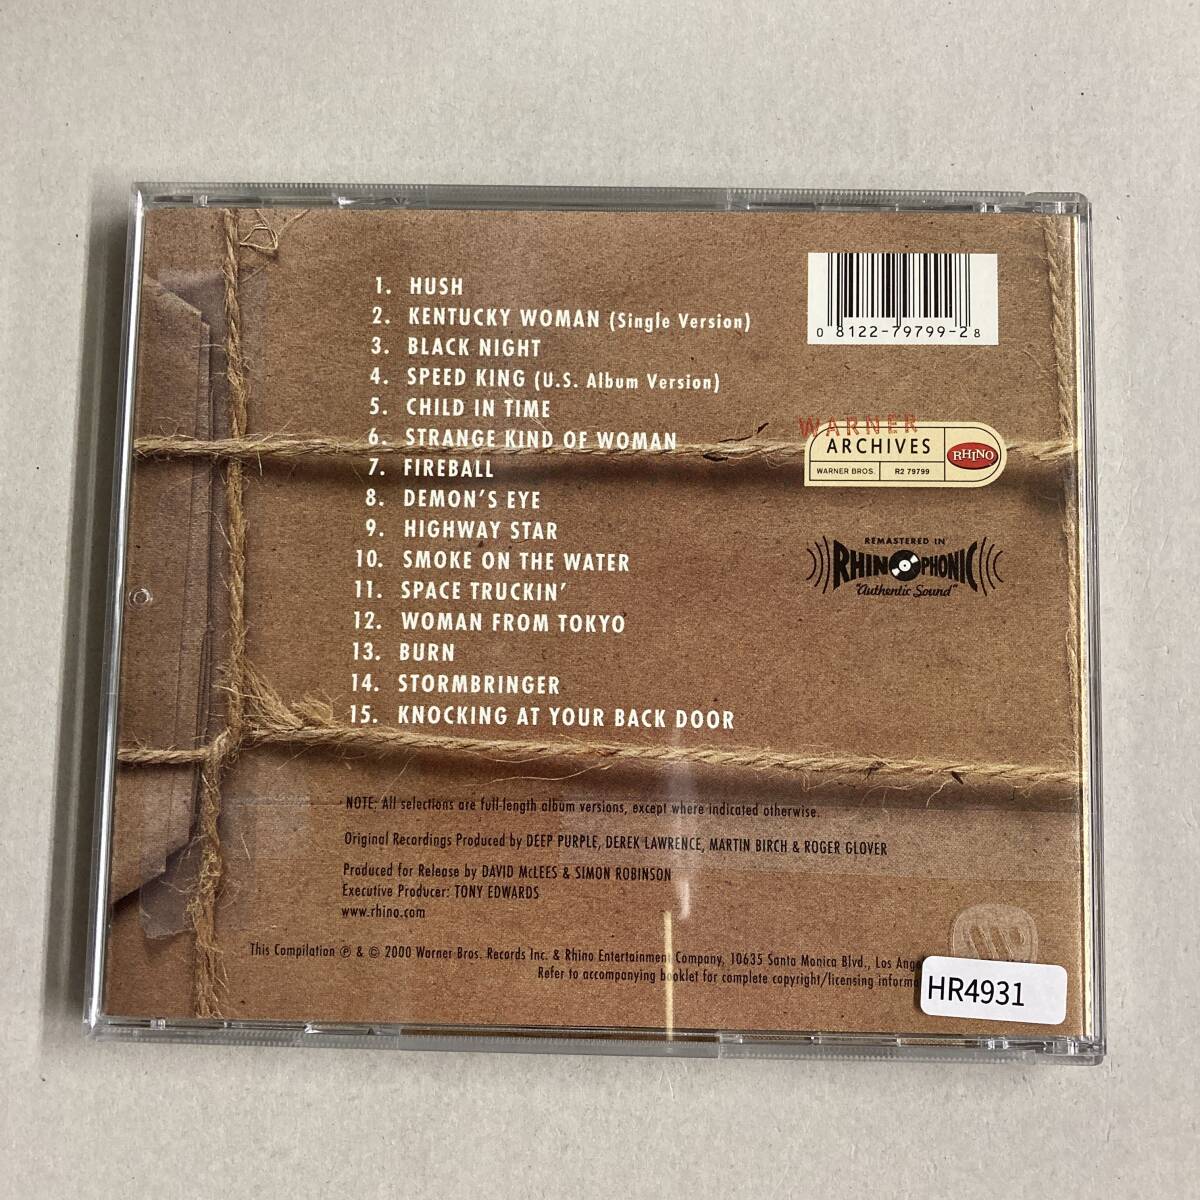 1. HUSH
2. KENTUCKY WOMAN (Single Version)
3. BLACK NIGHT
4. SPEED KING (U.S. Album Version)
5. CHILD IN TIME
6. STRANGE KIND OF WOMAN
7. FIREBALL
8. DEMON'S EYE
9. HIGHWAY STAR
10. SMOKE ON THE WATER
11. SPACE TRUCKIN'
12. WOMAN FROM TOKYO
13. BURN
14. STORMBRINGER
15. KNOCKING AT YOUR BACK DOOR
0 8122-79799-2 8
WARNER
ARCHIVES
RHINO
WARNER BROS. R2 79799
REMASTERED IN
RHINOPHONIC
"Authentic Sound"
NOTE: All selections are full-length album versions, except where indicated otherwise.
Original Recordings Produced by DEEP PURPLE, DEREK LAWRENCE, MARTIN BIRCH & ROGER GLOVER
Produced for Release by DAVID McLEES & SIMON ROBINSON
Executive Producer: TONY EDWARDS
www.rhino.com
This Compilation ℗ & © 2000 Warner Bros. Records Inc. & Rhino Entertainment Company, 10635 Santa Monica Blvd., Los Ange
Refer to accompanying booklet for complete copyright/licensing informa
HR4931